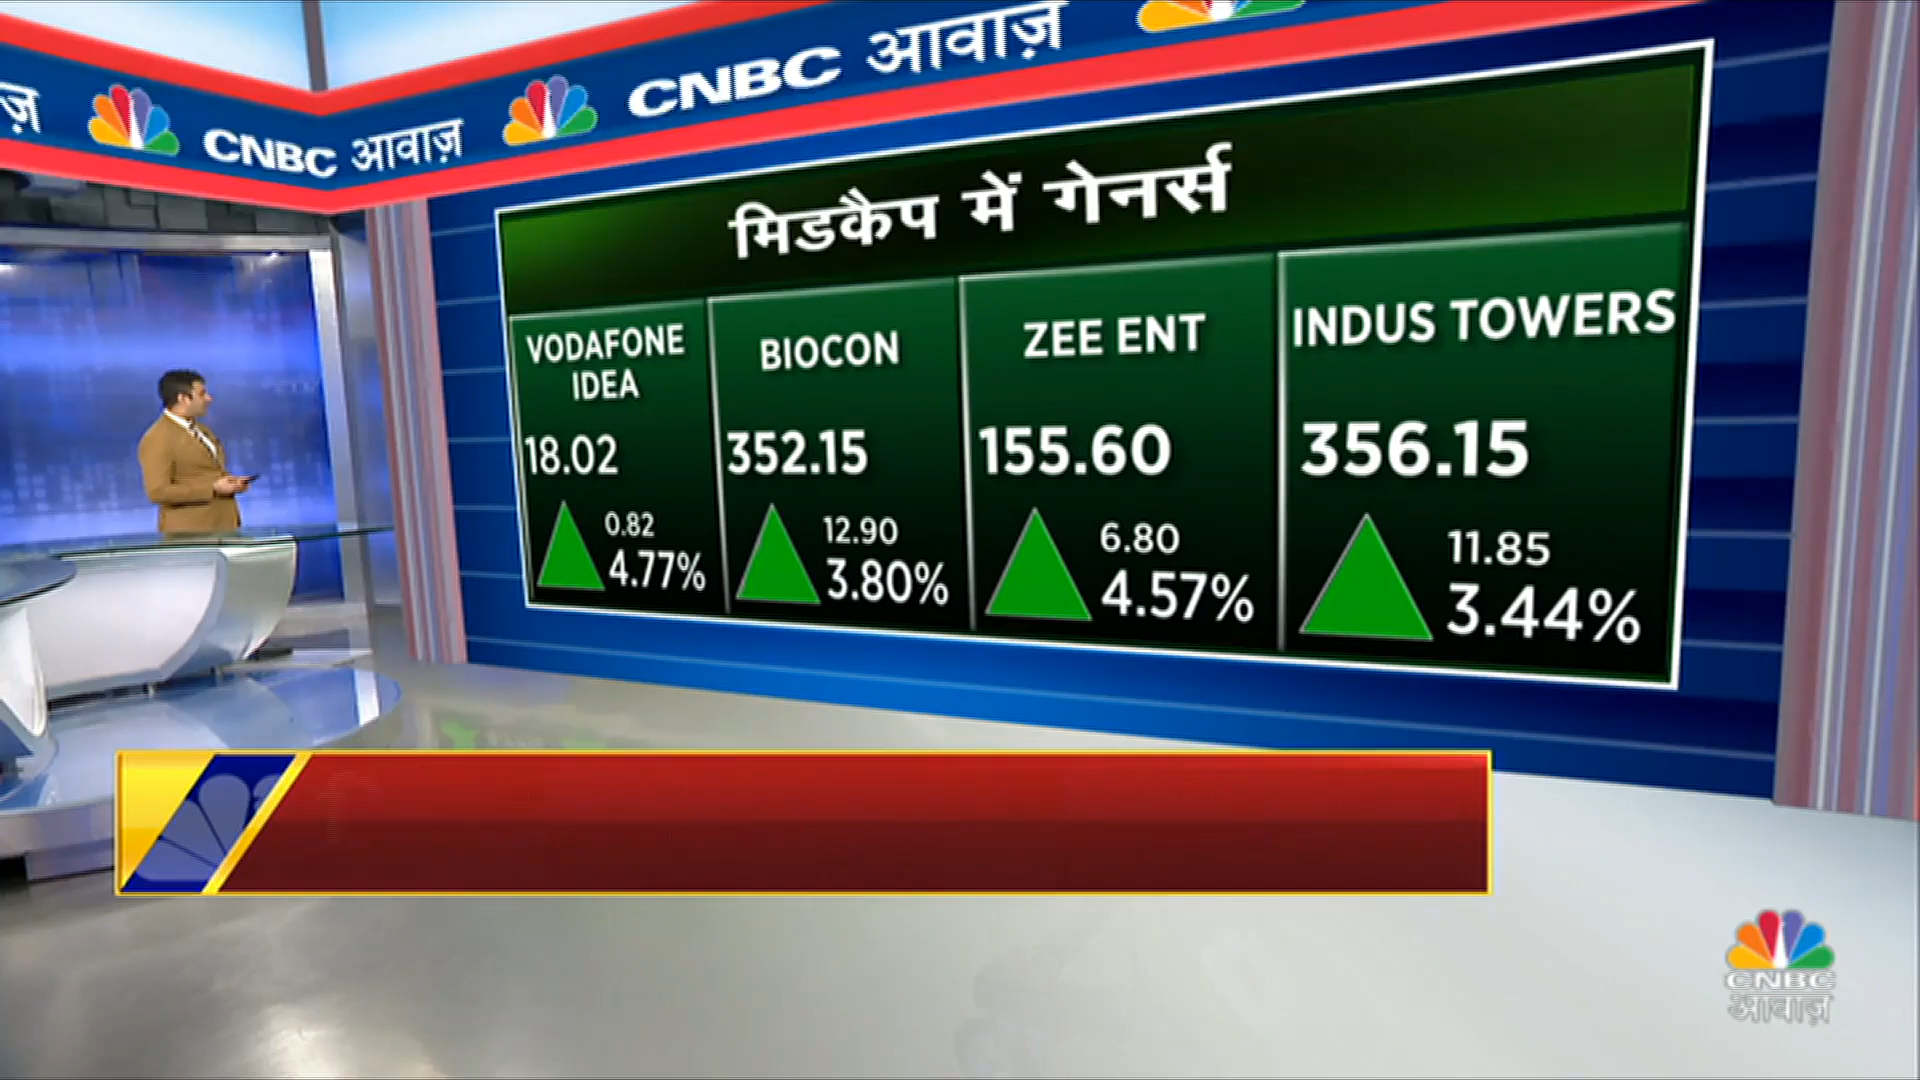 ज़
CNBC आवाज़
CNBC आवाज़
मिडकैप में गेनर्स
VODAFONE
IDEA
18.02
0.82
4.77%
BIOCON
352.15
12.90
3.80%
ZEE ENT
155.60
6.80
4.57%
INDUS TOWERS
356.15
11.85
3.44%
CNBC
आवाज़